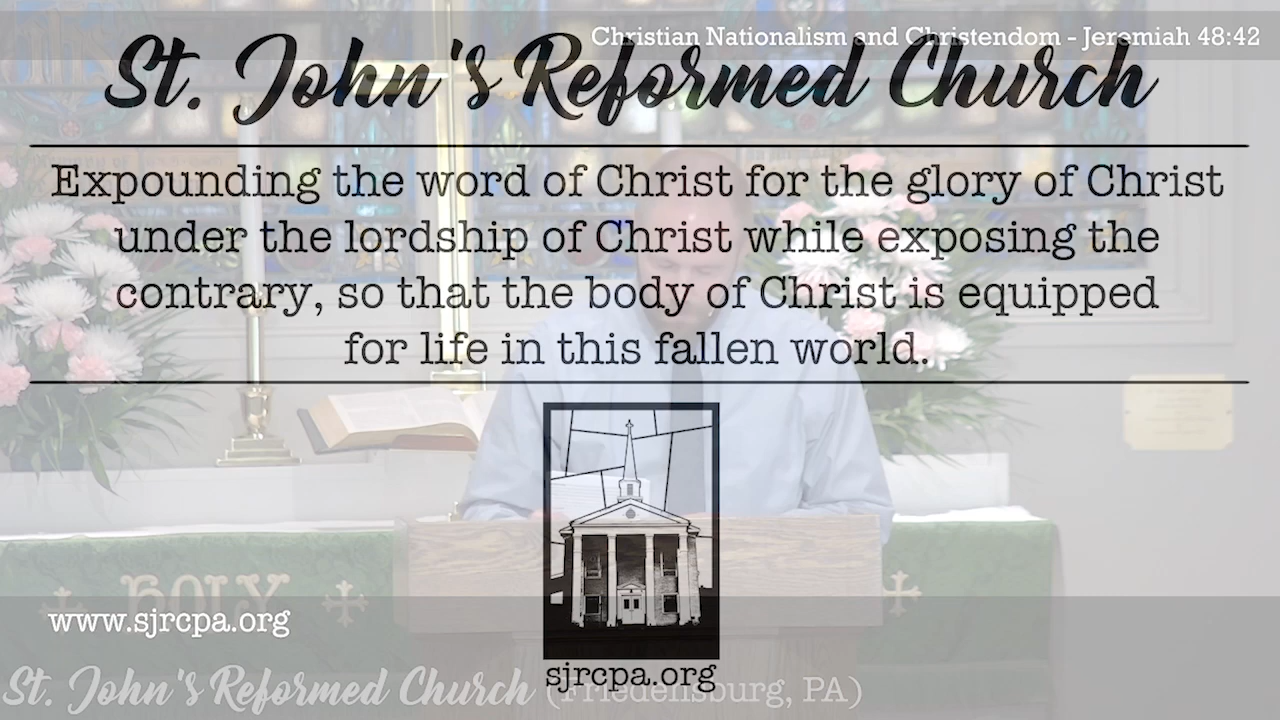 Christian Nationalism and Christendom - Jeremiah 48:42
St. John's Reformed Church
Expounding the word of Christ for the glory of Christ
under the lordship of Christ while exposing the
contrary, so that the body of Christ is equipped
for life in this fallen world.
HOLY
www.sjrcpa.org
sjrcpa.org
St. John's Reformed Church (Friedensburg, PA)